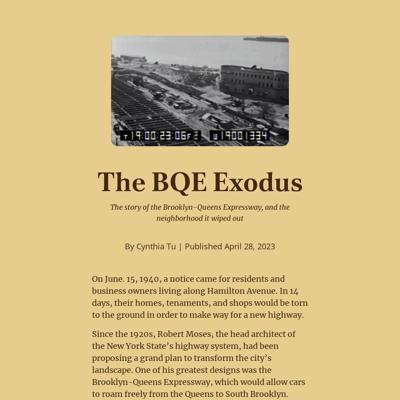 T19:00:23:06F2 U19001334
The BQE Exodus
The story of the Brooklyn-Queens Expressway, and the
neighborhood it wiped out
By Cynthia Tu | Published April 28, 2023
On June. 15, 1940, a notice came for residents and
business owners living along Hamilton Avenue. In 14
days, their homes, tenaments, and shops would be torn
to the ground in order to make way for a new highway.
Since the 1920s, Robert Moses, the head architect of
the New York State's highway system, had been
proposing a grand plan to transform the city's
landscape. One of his greatest designs was the
Brooklyn-Queens Expressway, which would allow cars
to roam freely from the Queens to South Brooklyn.